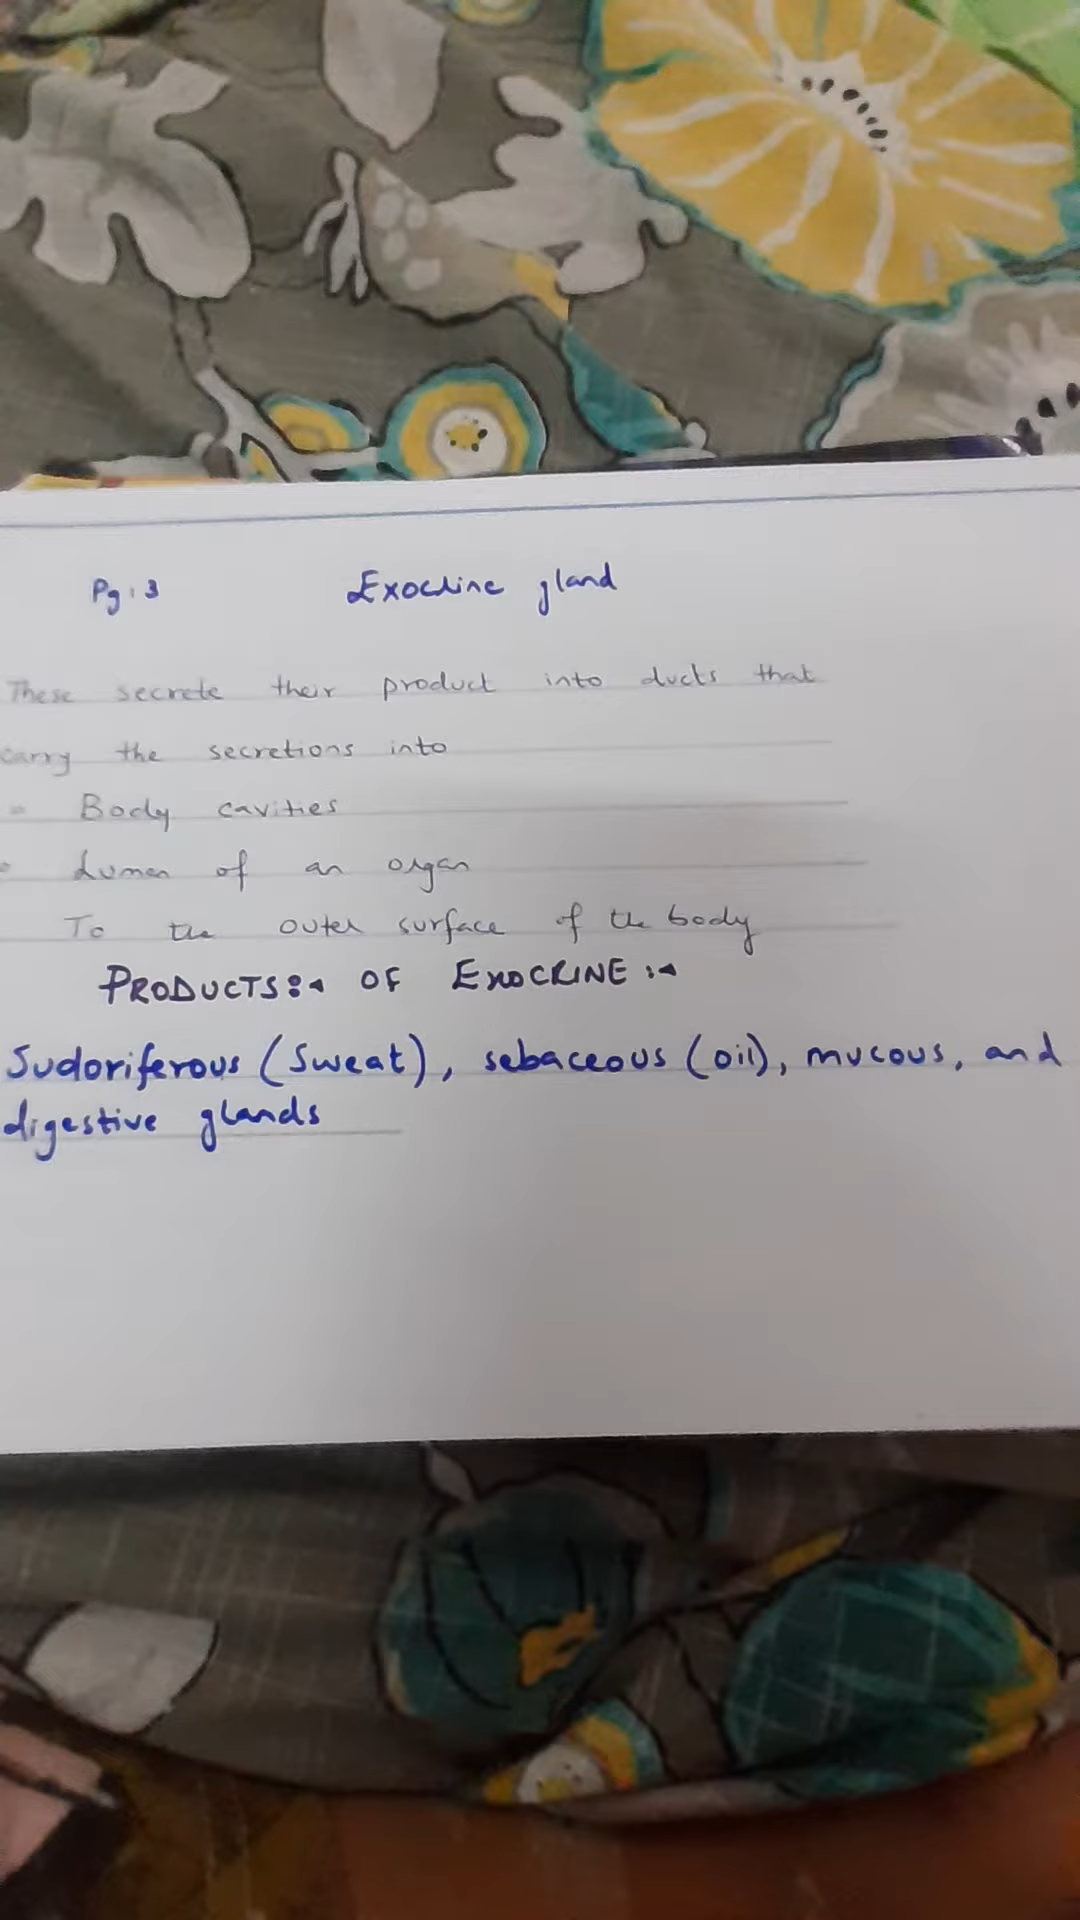 Pg:3 Exocrine gland
These secrete their product into ducts that
carry the secretions into
Body cavities
Lumen of an organ
To the outer surface of the body
PRODUCTS: OF EXOCRINE :
Sudoriferous (Sweat), sebaceous (oil), mucous, and
digestive glands